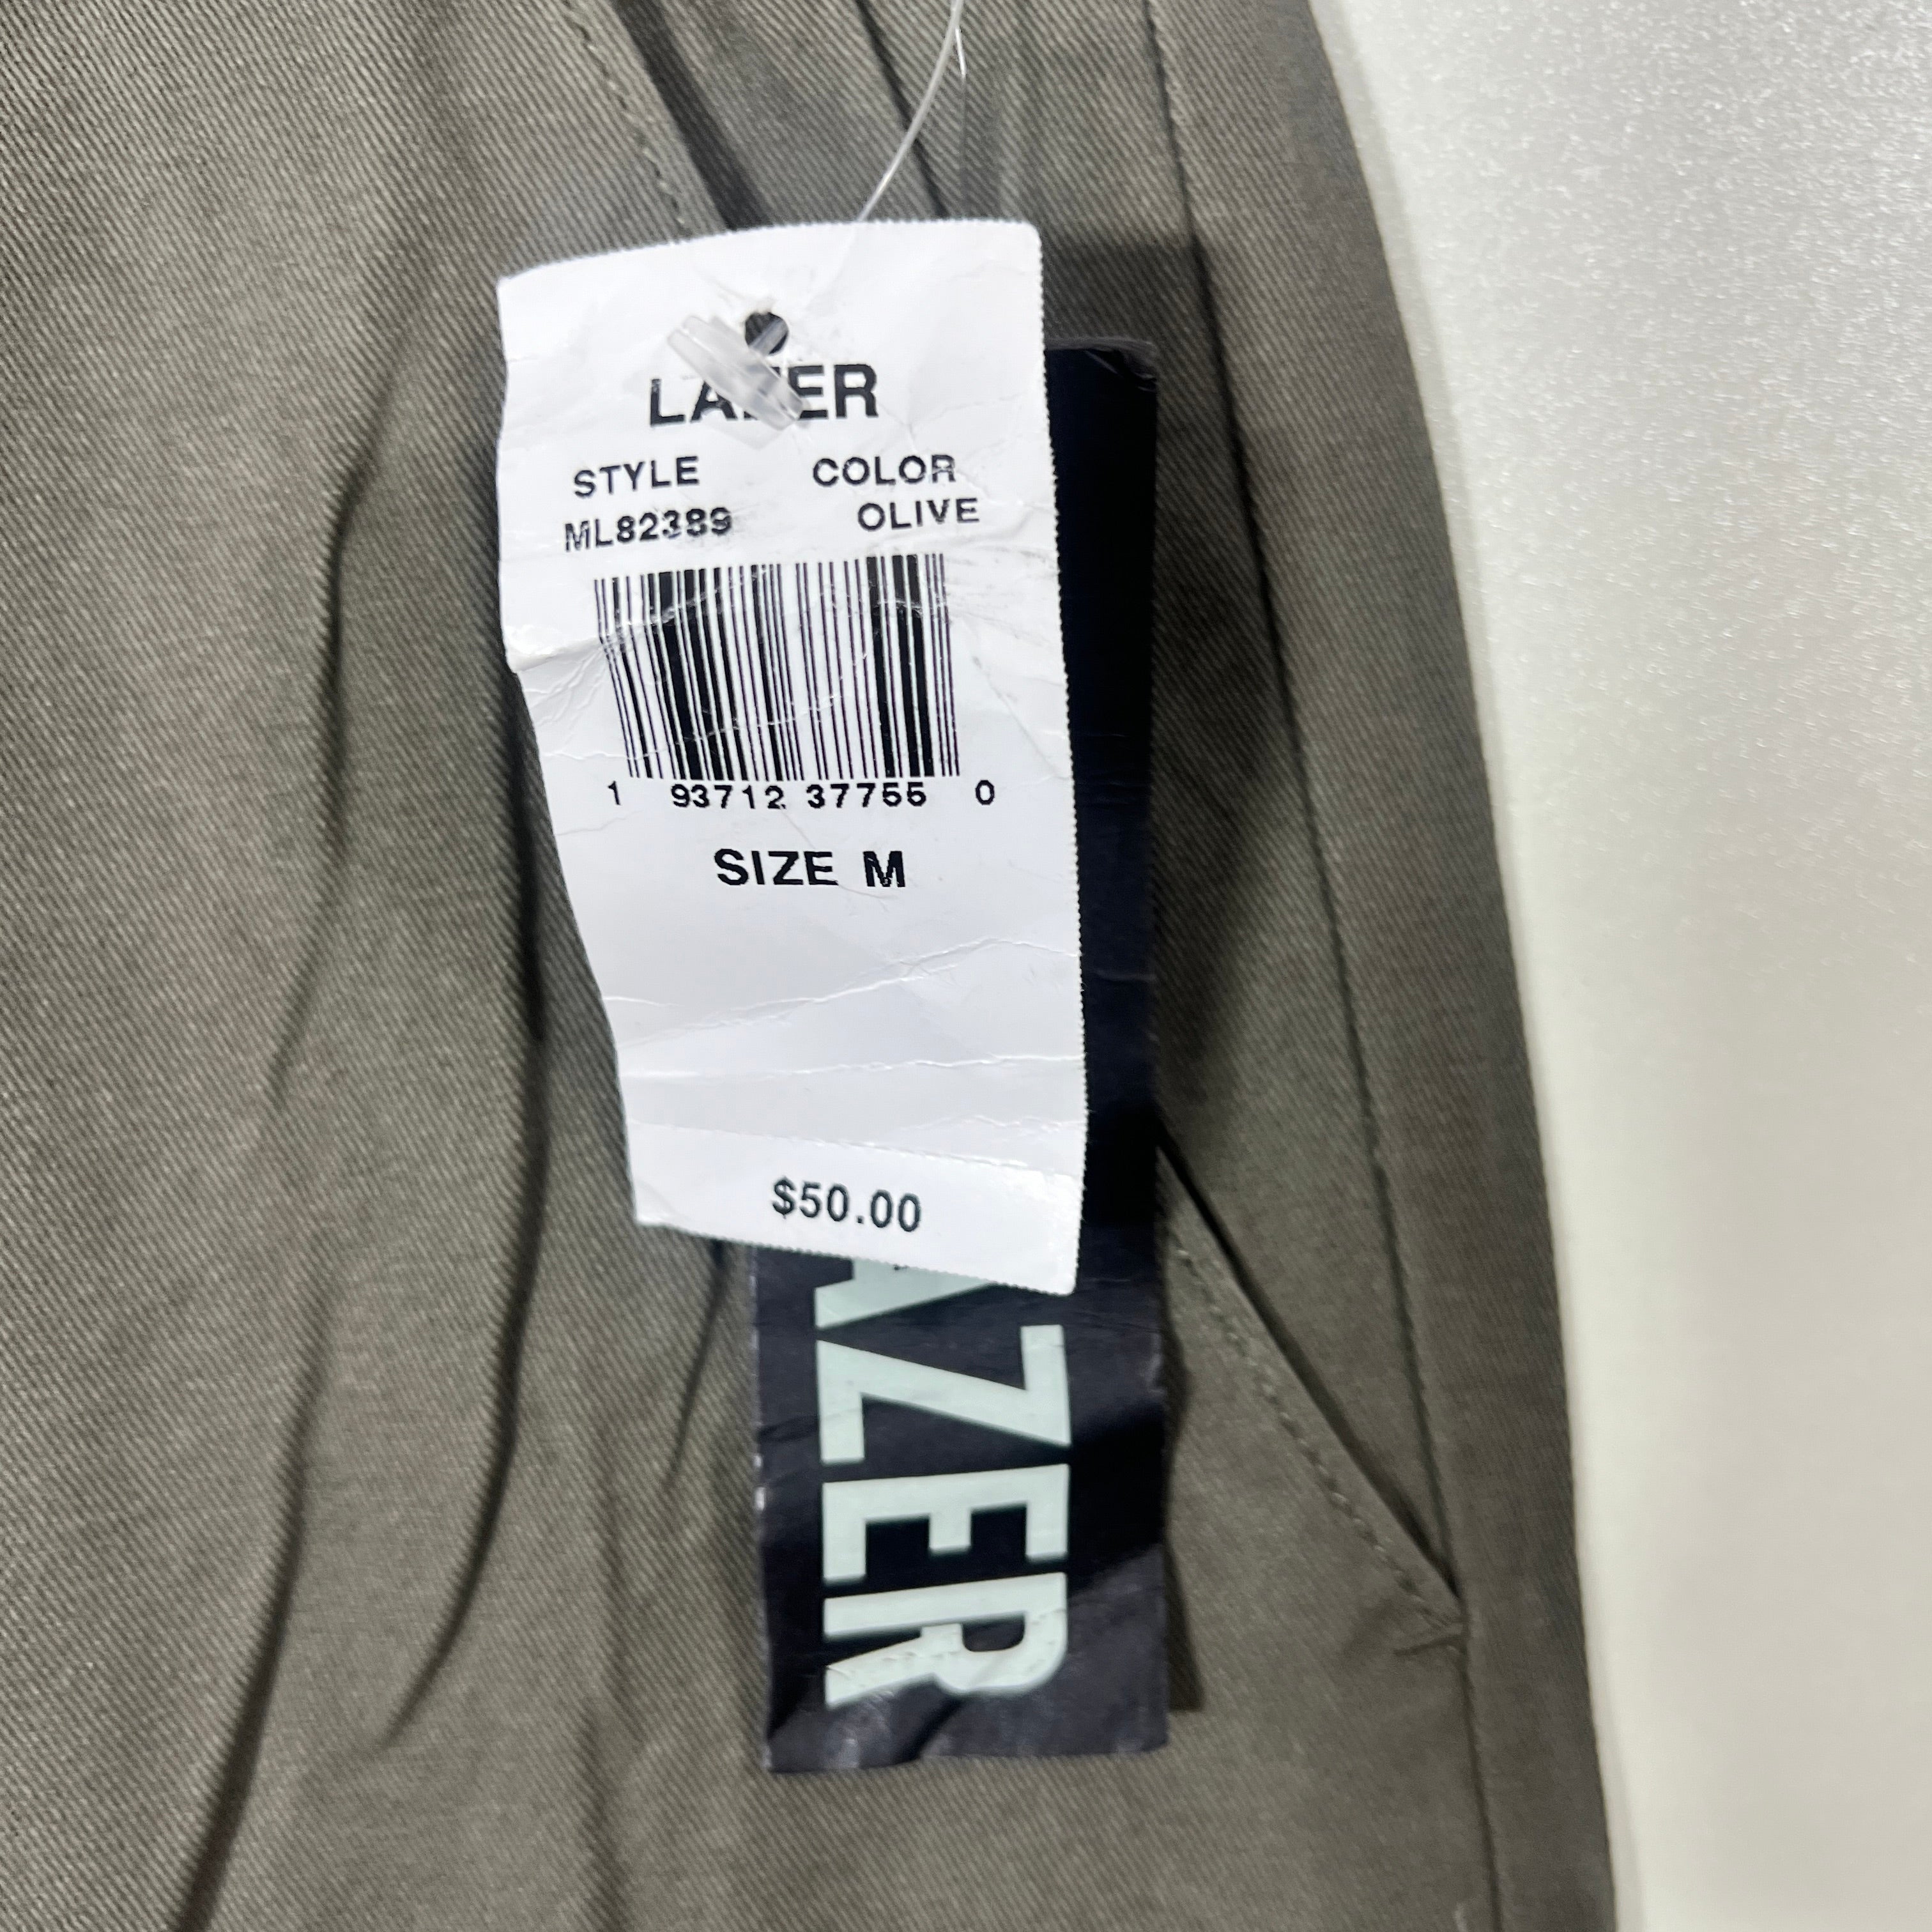 LAZER
STYLE COLOR
ML82389 OLIVE
1 93712 37755 0
SIZE M
$50.00
AZER